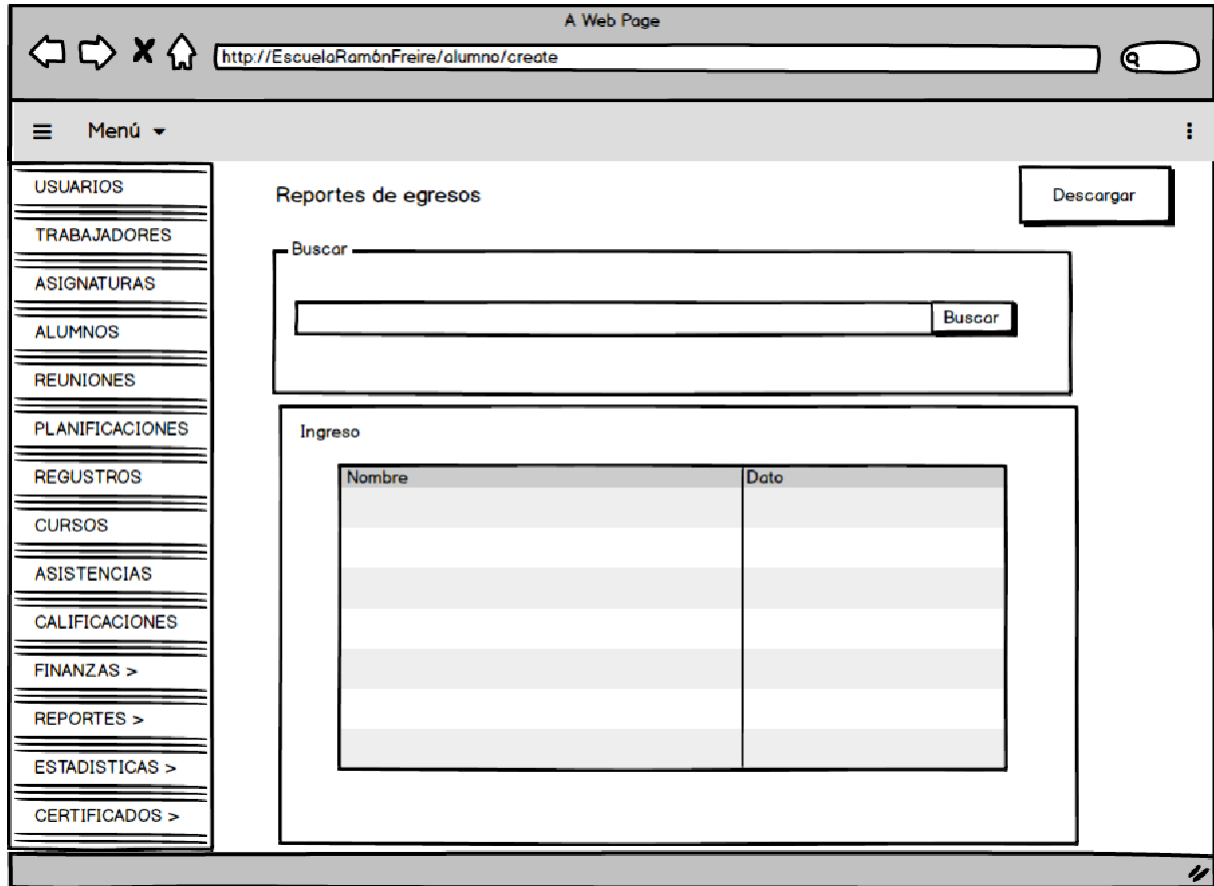 A Web Page
http://EscuelaRamónFreire/alumno/create
Menú
USUARIOS
TRABAJADORES
ASIGNATURAS
ALUMNOS
REUNIONES
PLANIFICACIONES
REGUSTROS
CURSOS
ASISTENCIAS
CALIFICACIONES
FINANZAS >
REPORTES >
ESTADISTICAS >
CERTIFICADOS >
Reportes de egresos
Descargar
Buscar
Buscar
Ingreso
Nombre Dato